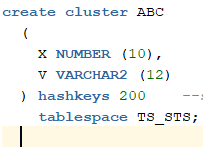 create cluster ABC
(
X NUMBER (10),
V VARCHAR2 (12)
) hashkeys 200 --
tablespace TS_STS;